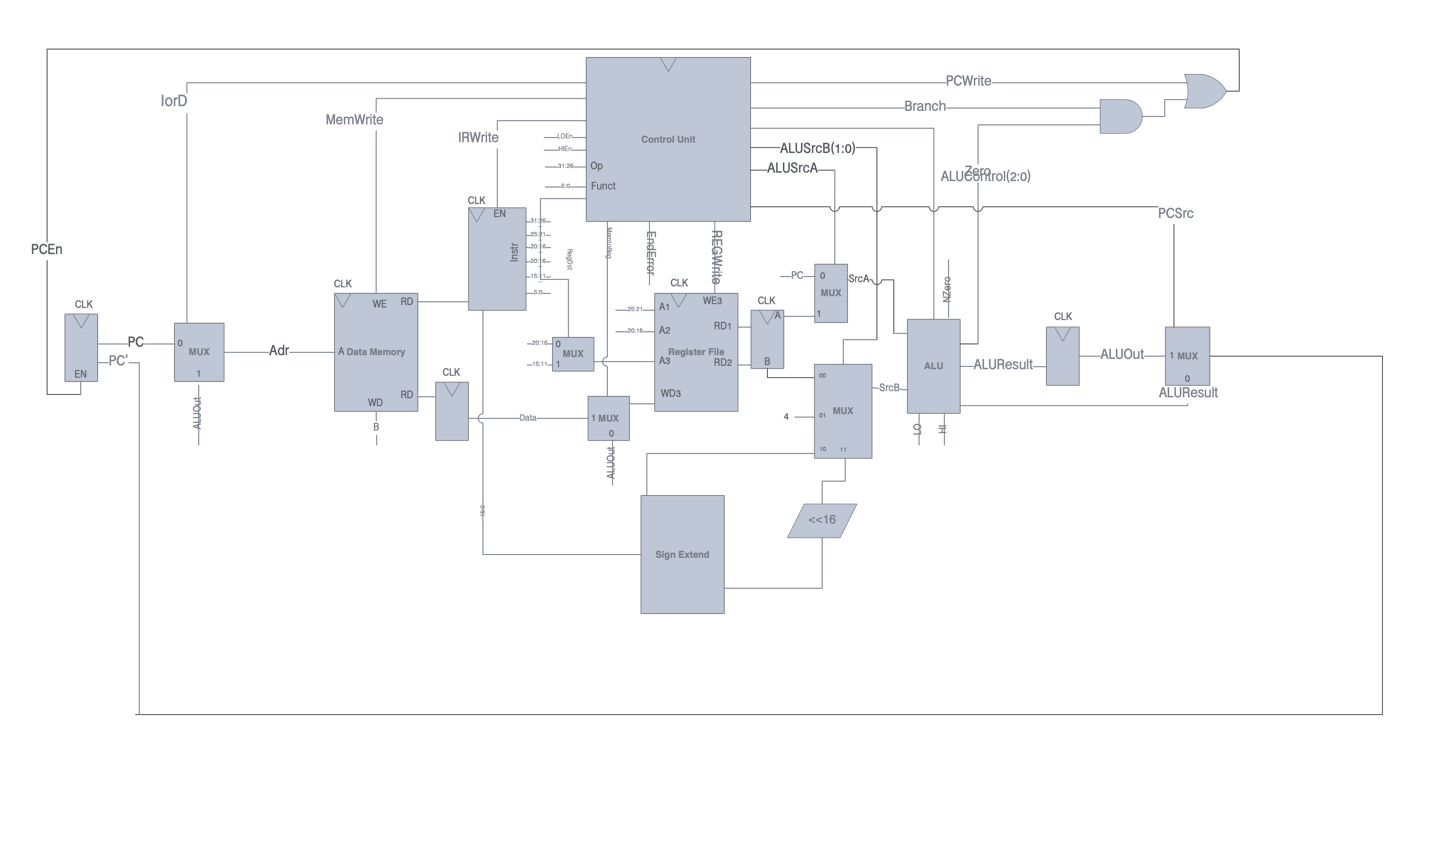 PCWrite
IorD
Branch
MemWrite
IRWrite
LOEn
Control Unit
HIEn
ALUSrcB(1:0)
31:26
Op
ALUSrcA
Zero
ALUControl(2:0)
5:0
Funct
CLK
EN
PCSrc
31:26
25:21
20:16
20:16
15:11
5:0
Instr
RegDst
MemtoReg
EndError
REGWrite
PCEn
CLK
CLK
CLK
CLK
CLK
PC
0
MUX
1
SrcA
NZero
WE
RD
A1
A2
A3
WE3
RD1
RD2
WD3
Register File
25:21
20:16
A
B
PC
PC'
EN
0
MUX
1
Adr
A Data Memory
RD
WD
B
ALUOut
20:16
15:11
0
1
MUX
00
01
10
11
MUX
4
SrcB
ALU
ALUResult
ALUOut
1 MUX
0
ALUResult
CLK
Data
1 MUX
0
ALUOut
LO
HI
15:0
<<16
Sign Extend